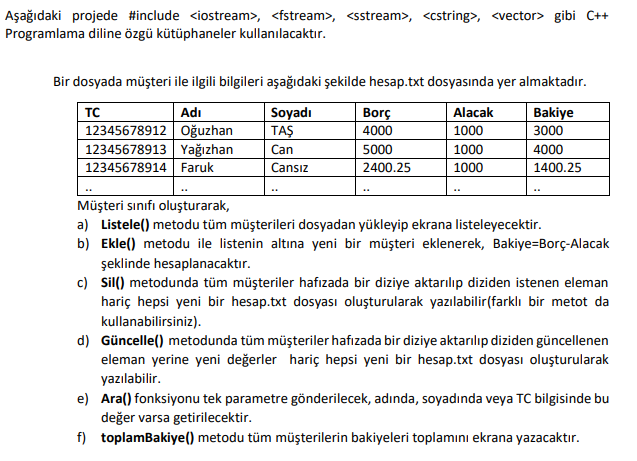 Aşağıdaki projede #include <iostream>, <fstream>, <sstream>, <cstring>, <vector> gibi C++
Programlama diline özgü kütüphaneler kullanılacaktır.
Bir dosyada müşteri ile ilgili bilgileri aşağıdaki şekilde hesap.txt dosyasında yer almaktadır.
TC Adı Soyadı Borç Alacak Bakiye
12345678912 Oğuzhan TAŞ 4000 1000 3000
12345678913 Yağızhan Can 5000 1000 4000
12345678914 Faruk Cansız 2400.25 1000 1400.25
.. .. .. .. .. ..
Müşteri sınıfı oluşturarak,
a) Listele() metodu tüm müşterileri dosyadan yükleyip ekrana listeleyecektir.
b) Ekle() metodu ile listenin altına yeni bir müşteri eklenerek, Bakiye=Borç-Alacak
şeklinde hesaplanacaktır.
c) Sil() metodunda tüm müşteriler hafızada bir diziye aktarılıp diziden istenen eleman
hariç hepsi yeni bir hesap.txt dosyası oluşturularak yazılabilir(farklı bir metot da
kullanabilirsiniz).
d) Güncelle() metodunda tüm müşteriler hafızada bir diziye aktarılıp diziden güncellenen
eleman yerine yeni değerler hariç hepsi yeni bir hesap.txt dosyası oluşturularak
yazılabilir.
e) Ara() fonksiyonu tek parametre gönderilecek, adında, soyadında veya TC bilgisinde bu
değer varsa getirilecektir.
f) toplamBakiye() metodu tüm müşterilerin bakiyeleri toplamını ekrana yazacaktır.